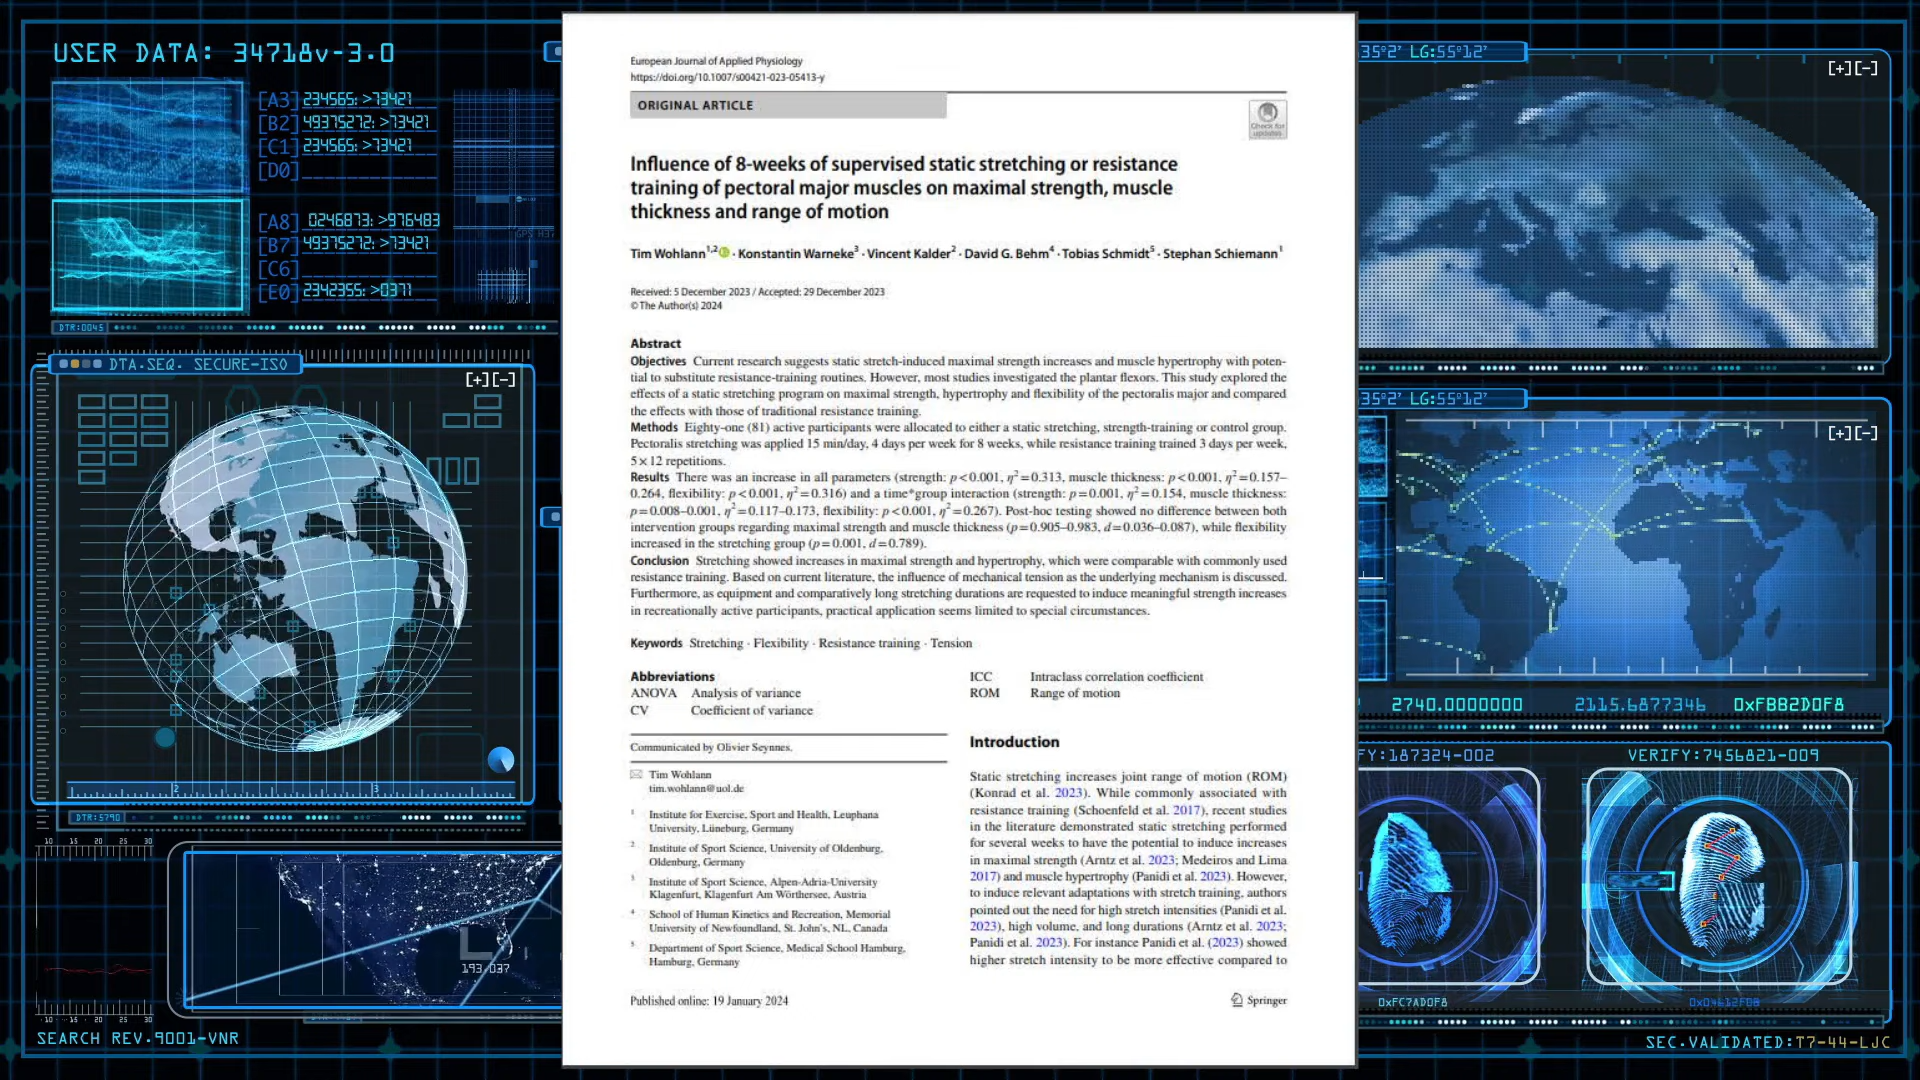 USER DATA: 34718v-3.0
[A3] 234565: >73421
[B2] 49375272: >73421
[C1] 234565: >73421
[D0]
[A8] 0246873: >976483
[B7] 49375272: >73421
[C6]
[E0] 2342355: >0371
DTR:0045
DTA.SEQ. SECURE-ISO
[+][-]
2
3
DTR:5790
10 15 20 25 30
10 15 20 25 30
193.037
SEARCH REV.9001-VNR
European Journal of Applied Physiology
https://doi.org/10.1007/s00421-023-05413-y
ORIGINAL ARTICLE
Check for
updates
Influence of 8-weeks of supervised static stretching or resistance
training of pectoral major muscles on maximal strength, muscle
thickness and range of motion
Tim Wohlann1,2 · Konstantin Warneke3 · Vincent Kalder2 · David G. Behm4 · Tobias Schmidt5 · Stephan Schiemann1
Received: 5 December 2023 / Accepted: 29 December 2023
© The Author(s) 2024
Abstract
Objectives Current research suggests static stretch-induced maximal strength increases and muscle hypertrophy with poten-
tial to substitute resistance-training routines. However, most studies investigated the plantar flexors. This study explored the
effects of a static stretching program on maximal strength, hypertrophy and flexibility of the pectoralis major and compared
the effects with those of traditional resistance training.
Methods Eighty-one (81) active participants were allocated to either a static stretching, strength-training or control group.
Pectoralis stretching was applied 15 min/day, 4 days per week for 8 weeks, while resistance training trained 3 days per week,
5×12 repetitions.
Results There was an increase in all parameters (strength: p<0.001, η²=0.313, muscle thickness: p<0.001, η²=0.157–
0.264, flexibility: p<0.001, η²=0.316) and a time*group interaction (strength: p=0.001, η²=0.154, muscle thickness:
p=0.008–0.001, η²=0.117–0.173, flexibility: p<0.001, η²=0.267). Post-hoc testing showed no difference between both
intervention groups regarding maximal strength and muscle thickness (p=0.905–0.983, d=0.036–0.087), while flexibility
increased in the stretching group (p=0.001, d=0.789).
Conclusion Stretching showed increases in maximal strength and hypertrophy, which were comparable with commonly used
resistance training. Based on current literature, the influence of mechanical tension as the underlying mechanism is discussed.
Furthermore, as equipment and comparatively long stretching durations are requested to induce meaningful strength increases
in recreationally active participants, practical application seems limited to special circumstances.
Keywords Stretching · Flexibility · Resistance training · Tension
Abbreviations
ANOVA Analysis of variance
CV Coefficient of variance
ICC Intraclass correlation coefficient
ROM Range of motion
Communicated by Olivier Seynnes.
Tim Wohlann
tim.wohlann@uol.de
1 Institute for Exercise, Sport and Health, Leuphana
University, Lüneburg, Germany
2 Institute of Sport Science, University of Oldenburg,
Oldenburg, Germany
3 Institute of Sport Science, Alpen-Adria-University
Klagenfurt, Klagenfurt Am Wörthersee, Austria
4 School of Human Kinetics and Recreation, Memorial
University of Newfoundland, St. John's, NL, Canada
5 Department of Sport Science, Medical School Hamburg,
Hamburg, Germany
Introduction
Static stretching increases joint range of motion (ROM)
(Konrad et al. 2023). While commonly associated with
resistance training (Schoenfeld et al. 2017), recent studies
in the literature demonstrated static stretching performed
for several weeks to have the potential to induce increases
in maximal strength (Arntz et al. 2023; Medeiros and Lima
2017) and muscle hypertrophy (Panidi et al. 2023). However,
to induce relevant adaptations with stretch training, authors
pointed out the need for high stretch intensities (Panidi et al.
2023), high volume, and long durations (Arntz et al. 2023;
Panidi et al. 2023). For instance Panidi et al. (2023) showed
higher stretch intensity to be more effective compared to
Published online: 19 January 2024
Springer
35°2' LG:55°12'
[+][-]
35°2' LG:55°12'
[+][-]
2740.0000000 2115.6877346 0xFBB2D0F8
FY:187324-002
VERIFY:7456821-009
0xFC7AD0F8
SEC.VALIDATED:T7-44-LJC